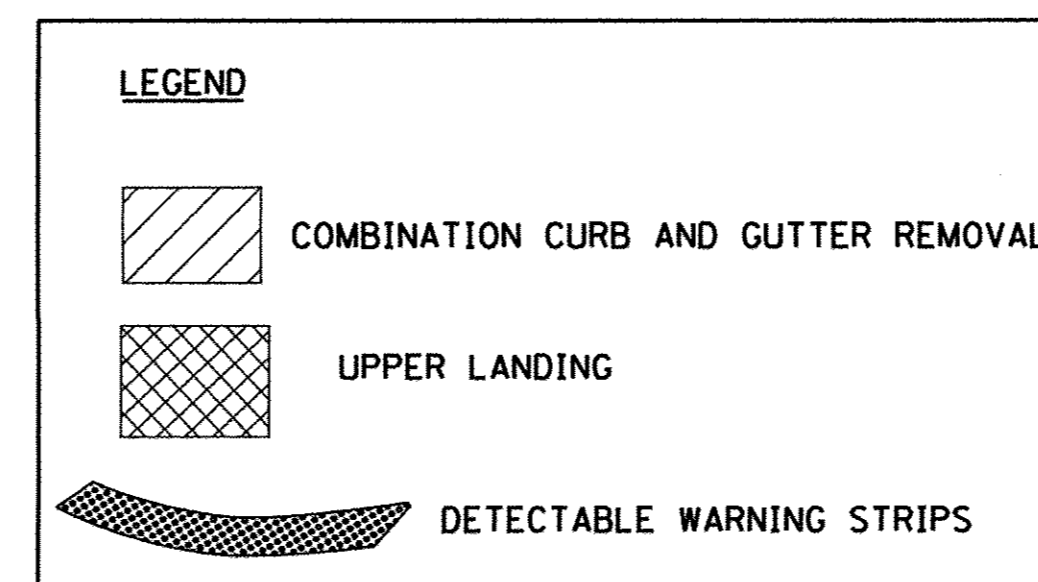 LEGEND
COMBINATION CURB AND GUTTER REMOVAL
UPPER LANDING
DETECTABLE WARNING STRIPS